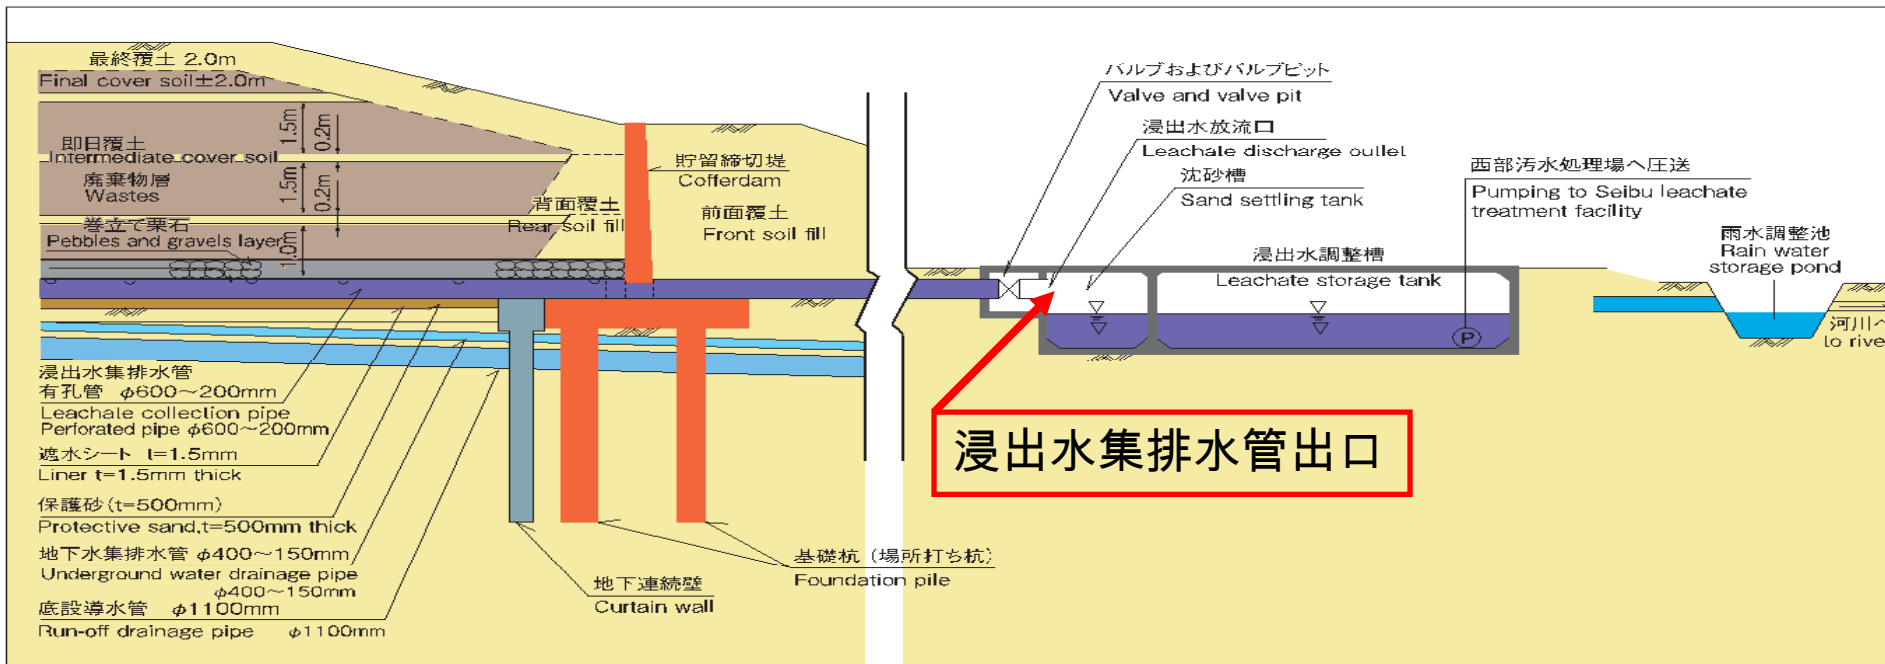 最終覆土 2.0m
Final cover soil±2.0m
1.5m
0.2m
即日覆土
Intermediate cover soil
廃棄物層
Wastes
1.5m
0.2m
巻立て栗石
Pebbles and gravels layer
1.0m
背面覆土
Rear soil fill
貯留締切堤
Cofferdam
前面覆土
Front soil fill
浸出水集排水管
有孔管 φ600～200mm
Leachate collection pipe
Perforated pipe φ600～200mm
遮水シート t=1.5mm
Liner t=1.5mm thick
保護砂(t=500mm)
Protective sand,t=500mm thick
地下水集排水管 φ400～150mm
Underground water drainage pipe
φ400～150mm
底設導水管 φ1100mm
Run-off drainage pipe φ1100mm
地下連続壁
Curtain wall
基礎杭（場所打ち杭）
Foundation pile
バルブおよびバルブピット
Valve and valve pit
浸出水放流口
Leachate discharge outlet
沈砂槽
Sand settling tank
浸出水調整槽
Leachate storage tank
P
西部汚水処理場へ圧送
Pumping to Seibu leachate
treatment facility
雨水調整池
Rain water
storage pond
河川へ
to rive
浸出水集排水管出口